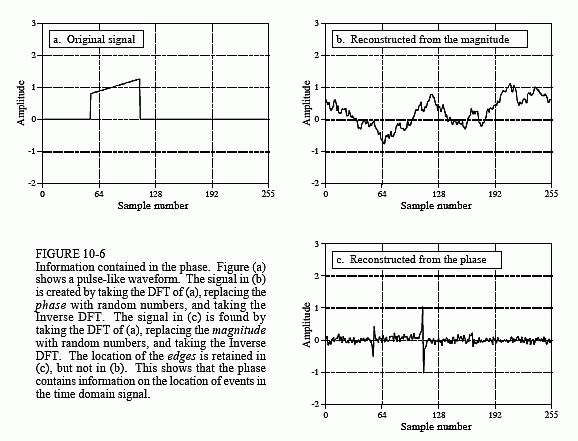 3
2
1
0
-1
-2
0
64
128
192
255
Sample number
Amplitude
a. Original signal
3
2
1
0
-1
-2
0
64
128
192
255
Sample number
Amplitude
b. Reconstructed from the magnitude
FIGURE 10-6
Information contained in the phase. Figure (a)
shows a pulse-like waveform. The signal in (b)
is created by taking the DFT of (a), replacing the
phase with random numbers, and taking the
Inverse DFT. The signal in (c) is found by
taking the DFT of (a), replacing the magnitude
with random numbers, and taking the Inverse
DFT. The location of the edges is retained in
(c), but not in (b). This shows that the phase
contains information on the location of events in
the time domain signal.
3
2
1
0
-1
-2
0
64
128
192
255
Sample number
Amplitude
c. Reconstructed from the phase